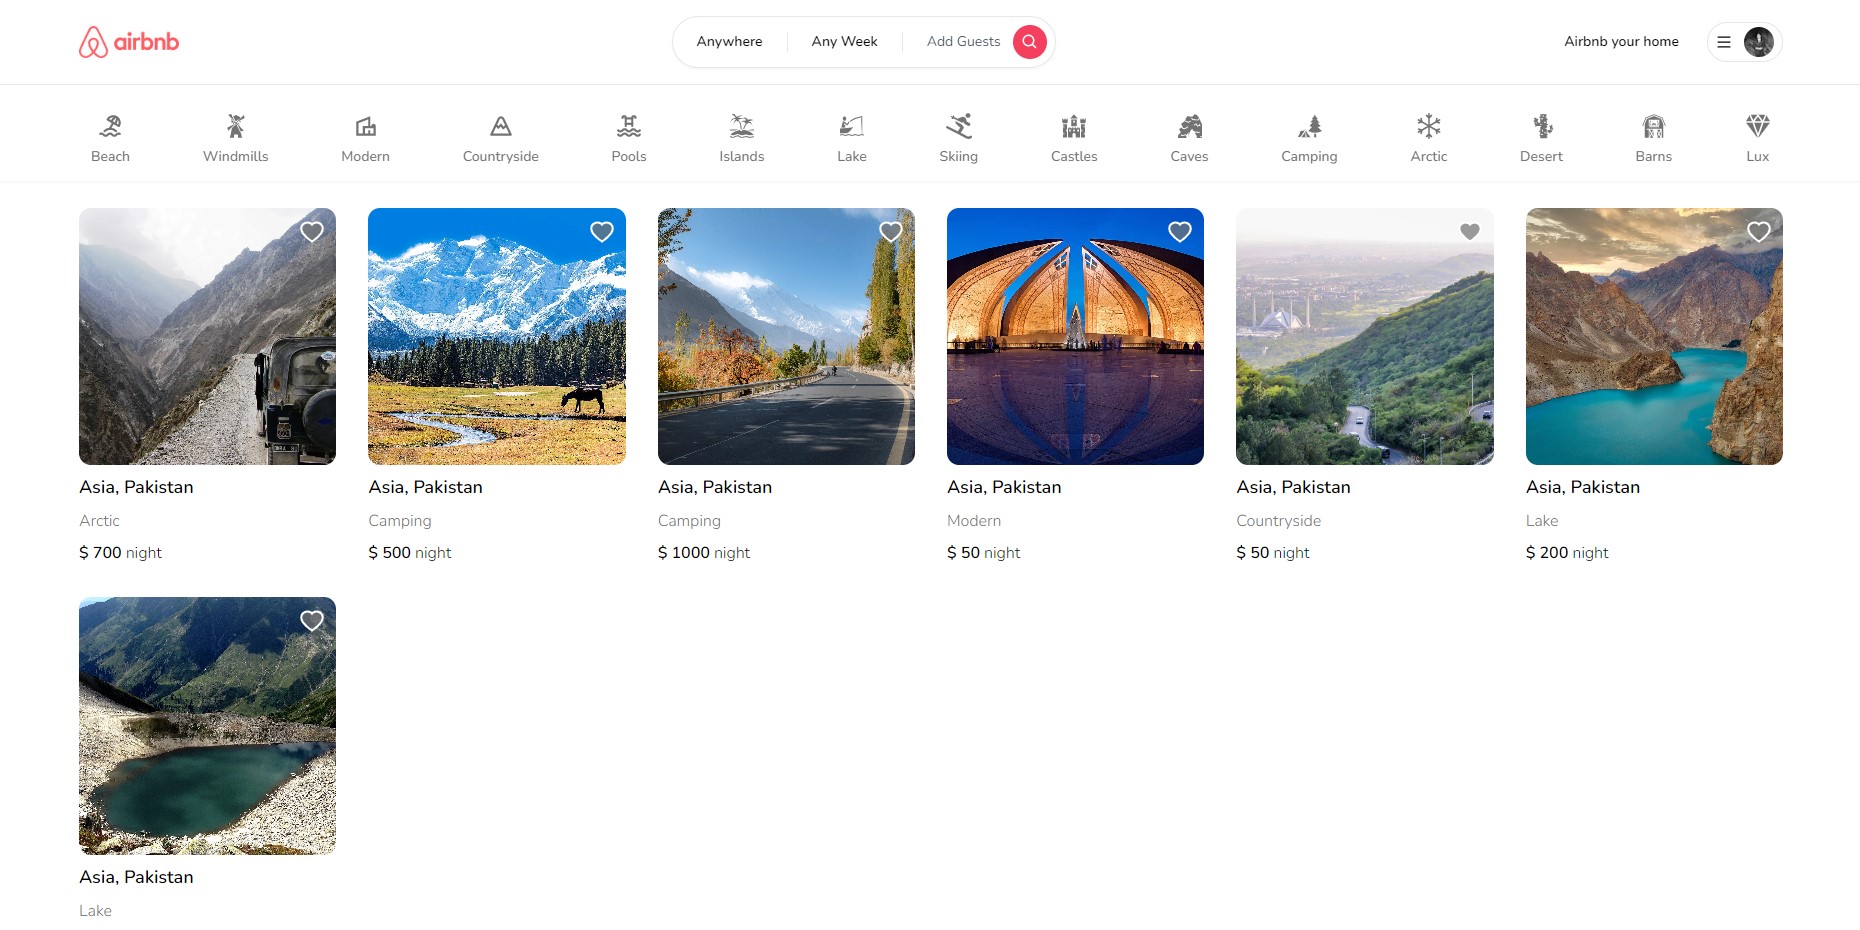 airbnb
Anywhere
Any Week
Add Guests
Airbnb your home
Beach
Windmills
Modern
Countryside
Pools
Islands
Lake
Skiing
Castles
Caves
Camping
Arctic
Desert
Barns
Lux
Asia, Pakistan
Arctic
$ 700 night
Asia, Pakistan
Camping
$ 500 night
Asia, Pakistan
Camping
$ 1000 night
Asia, Pakistan
Modern
$ 50 night
Asia, Pakistan
Countryside
$ 50 night
Asia, Pakistan
Lake
$ 200 night
Asia, Pakistan
Lake